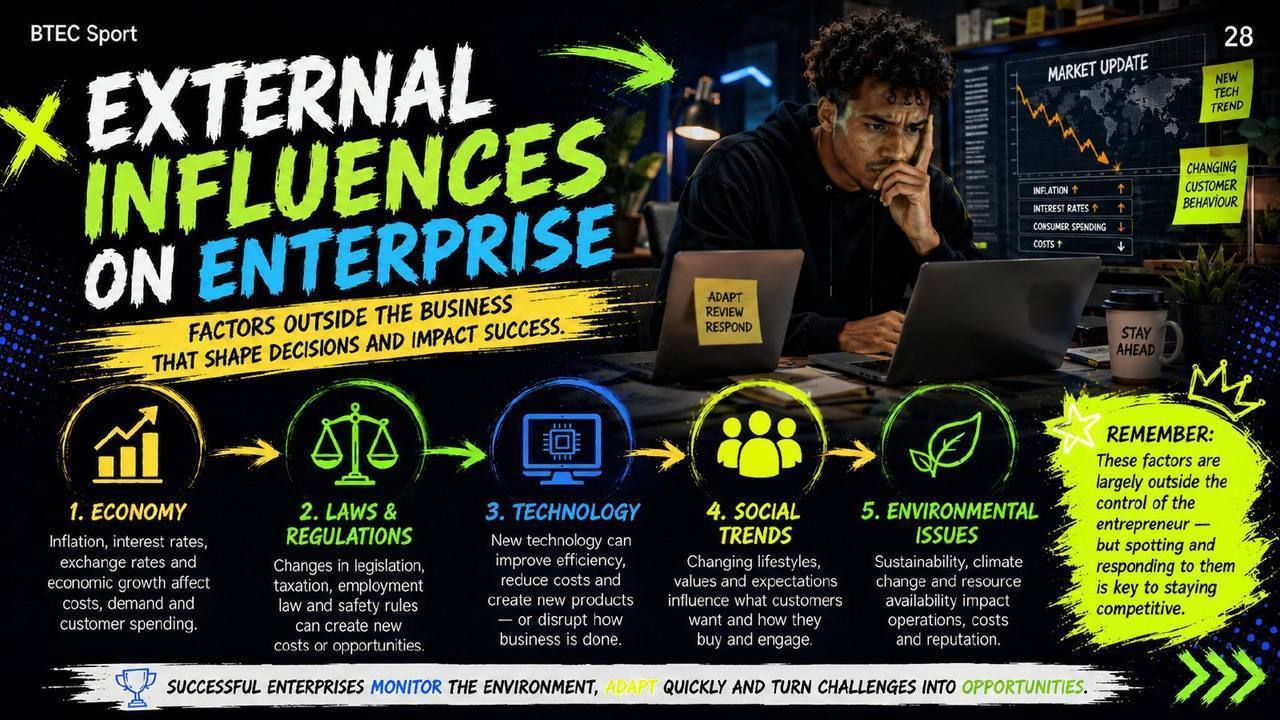 BTEC Sport
28
EXTERNAL
INFLUENCES
ON ENTERPRISE
FACTORS OUTSIDE THE BUSINESS
THAT SHAPE DECISIONS AND IMPACT SUCCESS.
MARKET UPDATE
INFLATION ↑ ↑
INTEREST RATES ↑ ↑
CONSUMER SPENDING ↓
COSTS ↑ ↓
NEW
TECH
TREND
CHANGING
CUSTOMER
BEHAVIOUR
ADAPT
REVIEW
RESPOND
STAY
AHEAD
1. ECONOMY
Inflation, interest rates,
exchange rates and
economic growth affect
costs, demand and
customer spending.
2. LAWS &
REGULATIONS
Changes in legislation,
taxation, employment
law and safety rules
can create new
costs or opportunities.
3. TECHNOLOGY
New technology can
improve efficiency,
reduce costs and
create new products
— or disrupt how
business is done.
4. SOCIAL
TRENDS
Changing lifestyles,
values and expectations
influence what customers
want and how they
buy and engage.
5. ENVIRONMENTAL
ISSUES
Sustainability, climate
change and resource
availability impact
operations, costs
and reputation.
REMEMBER:
These factors are
largely outside the
control of the
entrepreneur —
but spotting and
responding to them
is key to staying
competitive.
SUCCESSFUL ENTERPRISES MONITOR THE ENVIRONMENT, ADAPT QUICKLY AND TURN CHALLENGES INTO OPPORTUNITIES.